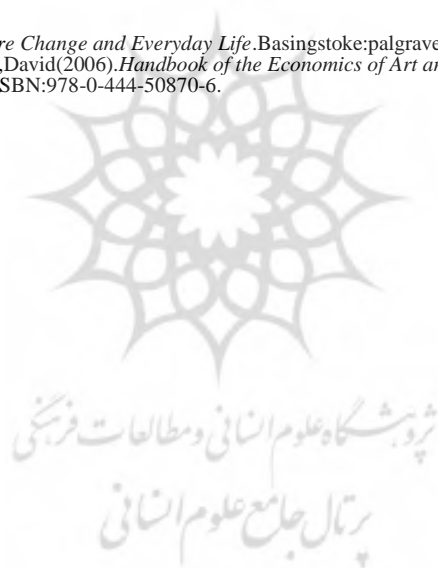 re Change and Everyday Life.Basingstoke:palgrave
,David(2006).Handbook of the Economics of Art an
SBN:978-0-444-50870-6.
پژوهشگاه علوم انسانی و مطالعات فرهنگی
پرتال جامع علوم انسانی